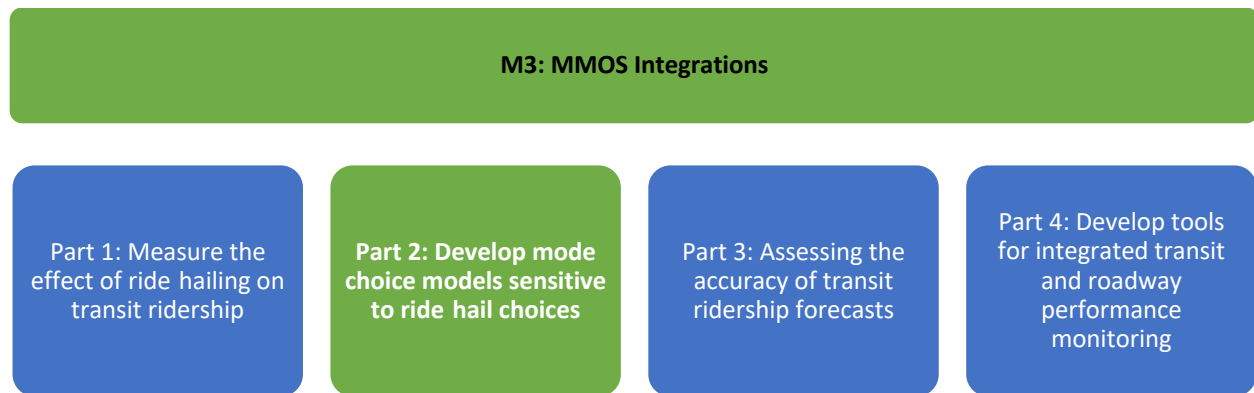 M3: MMOS Integrations
Part 1: Measure the
effect of ride hailing on
transit ridership
Part 2: Develop mode
choice models sensitive
to ride hail choices
Part 3: Assessing the
accuracy of transit
ridership forecasts
Part 4: Develop tools
for integrated transit
and roadway
performance
monitoring